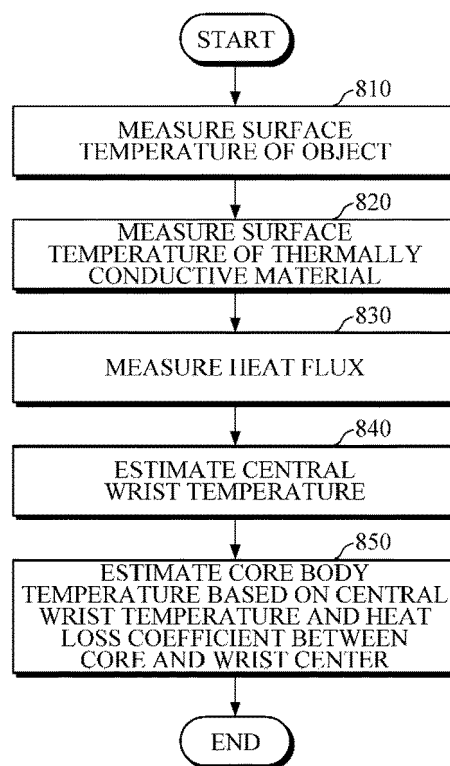 START
810
MEASURE SURFACE
TEMPERATURE OF OBJECT
820
MEASURE SURFACE
TEMPERATURE OF THERMALLY
CONDUCTIVE MATERIAL
830
MEASURE HEAT FLUX
840
ESTIMATE CENTRAL
WRIST TEMPERATURE
850
ESTIMATE CORE BODY
TEMPERATURE BASED ON CENTRAL
WRIST TEMPERATURE AND HEAT
LOSS COEFFICIENT BETWEEN
CORE AND WRIST CENTER
END